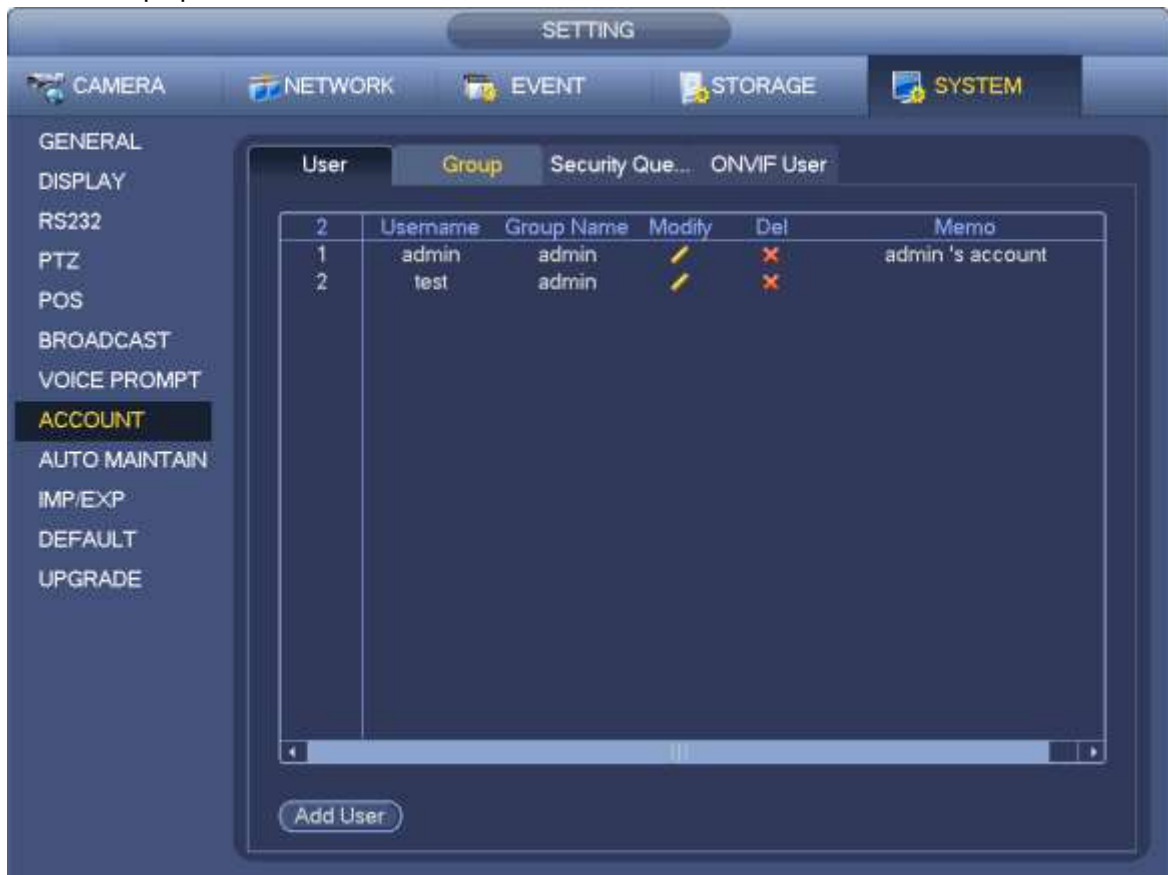 SETTING
CAMERA NETWORK EVENT STORAGE SYSTEM
GENERAL
DISPLAY
RS232
PTZ
POS
BROADCAST
VOICE PROMPT
ACCOUNT
AUTO MAINTAIN
IMP/EXP
DEFAULT
UPGRADE
User Group Security Que... ONVIF User
2 Username Group Name Modify Del Memo
1 admin admin admin 's account
2 test admin
Add User